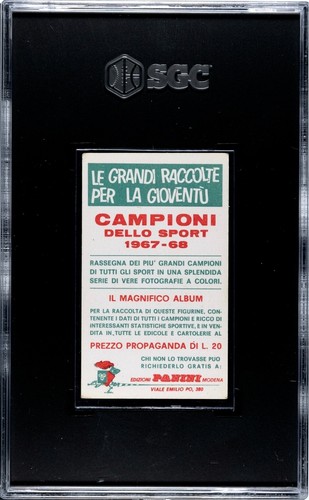 SGC
LE GRANDI RACCOLTE
PER LA GIOVENTÙ
CAMPIONI
DELLO SPORT
1967-68
RASSEGNA DEI PIU' GRANDI CAMPIONI
DI TUTTI GLI SPORT IN UNA SPLENDIDA
SERIE DI VERE FOTOGRAFIE A COLORI.
IL MAGNIFICO ALBUM
PER LA RACCOLTA DI QUESTE FIGURINE, CON-
TENENTE I DATI DI TUTTI I CAMPIONI E RICCO DI
INTERESSANTI STATISTICHE SPORTIVE, E IN VEN-
DITA IN TUTTE LE EDICOLE E CARTOLERIE AL
PREZZO PROPAGANDA DI L. 20
CHI NON LO TROVASSE PUO'
RICHIEDERLO GRATIS A:
EDIZIONI PANINI MODENA
VIALE EMILIO PO, 380